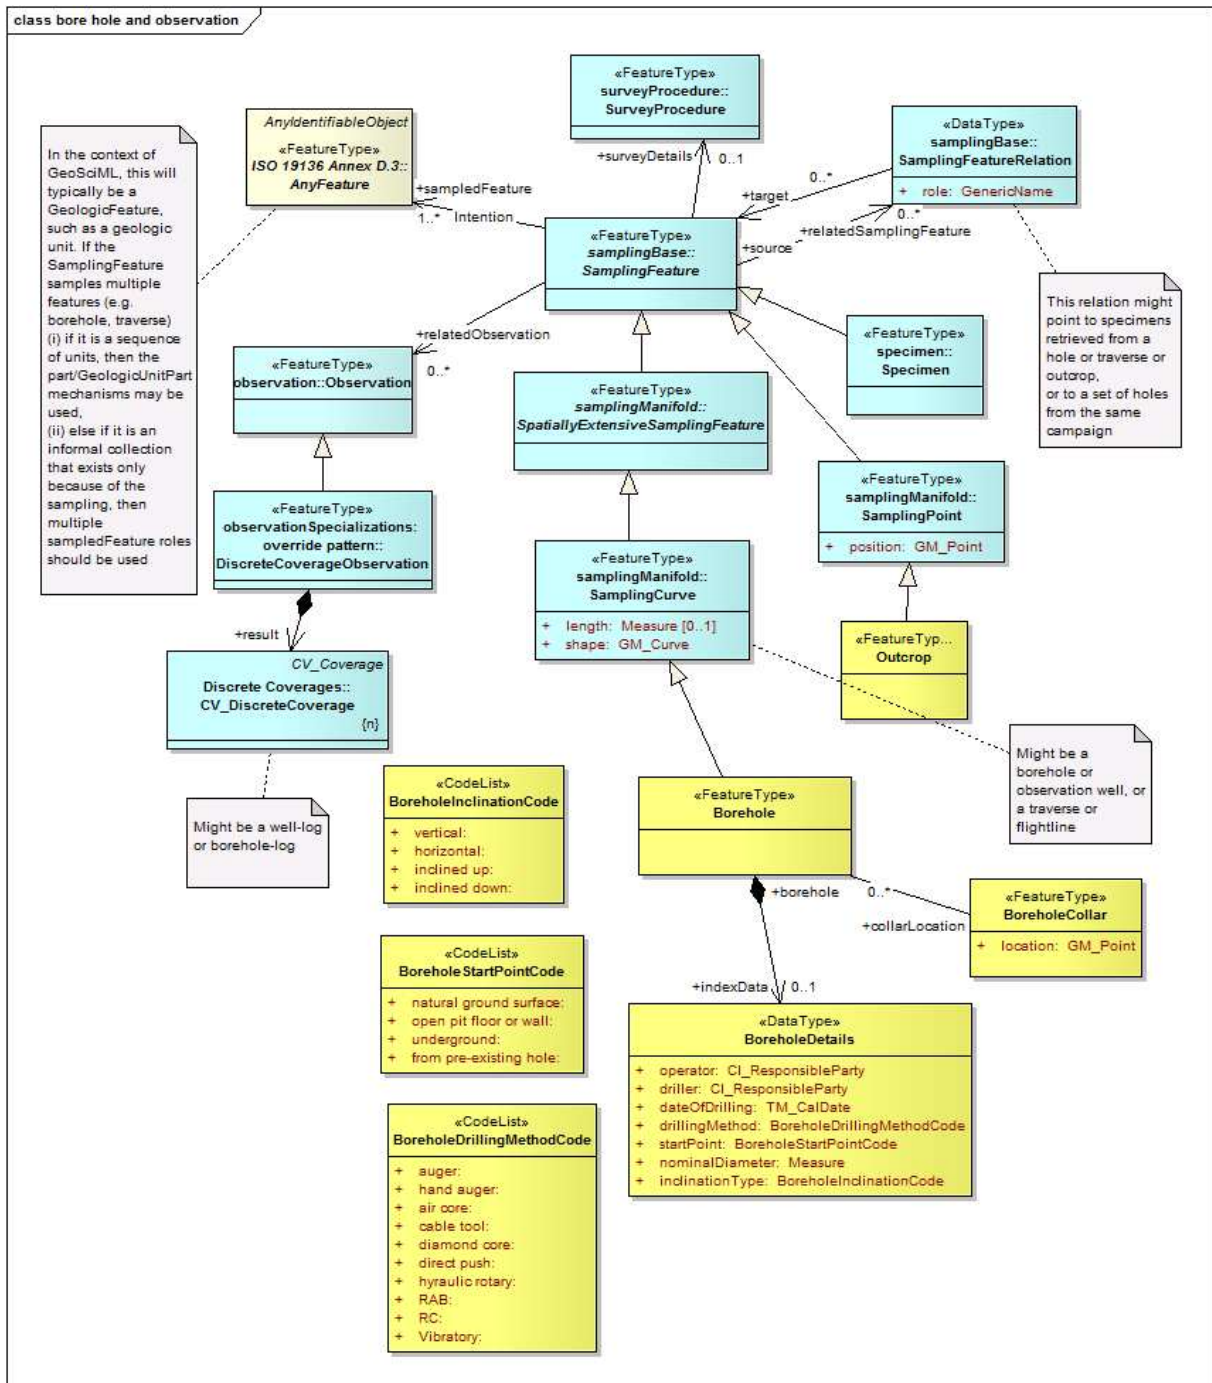 class bore hole and observation
«FeatureType»
surveyProcedure::
SurveyProcedure
AnyIdentifiableObject
«FeatureType»
ISO 19136 Annex D.3::
AnyFeature
«DataType»
samplingBase::
SamplingFeatureRelation
+ role: GenericName
In the context of
GeoSciML, this will
typically be a
GeologicFeature,
such as a geologic
unit. If the
SamplingFeature
samples multiple
features (e.g.
borehole, traverse)
(i) if it is a sequence
of units, then the
part/GeologicUnitPart
mechanisms may be
used,
(ii) else if it is an
informal collection
that exists only
because of the
sampling, then
multiple
sampledFeature roles
should be used
+surveyDetails
0..1
+sampledFeature
1..*
Intention
0..*
+target
0..*
+relatedSamplingFeature
+source
«FeatureType»
samplingBase::
SamplingFeature
This relation might
point to specimens
retrieved from a
hole or traverse or
outcrop,
or to a set of holes
from the same
campaign
+relatedObservation
0..*
«FeatureType»
observation::Observation
«FeatureType»
specimen::
Specimen
«FeatureType»
samplingManifold::
SpatiallyExtensiveSamplingFeature
«FeatureType»
samplingManifold::
SamplingPoint
+ position: GM_Point
«FeatureType»
observationSpecializations:
override pattern::
DiscreteCoverageObservation
«FeatureType»
samplingManifold::
SamplingCurve
+ length: Measure [0..1]
+ shape: GM_Curve
+result
«FeatureTyp...
Outcrop
CV_Coverage
Discrete Coverages::
CV_DiscreteCoverage
{n}
Might be a
borehole or
observation well, or
a traverse or
flightline
Might be a well-log
or borehole-log
«CodeList»
BoreholeInclinationCode
+ vertical:
+ horizontal:
+ inclined up:
+ inclined down:
«FeatureType»
Borehole
+borehole
0..*
+collarLocation
«FeatureType»
BoreholeCollar
+ location: GM_Point
«CodeList»
BoreholeStartPointCode
+ natural ground surface:
+ open pit floor or wall:
+ underground:
+ from pre-existing hole:
+indexData
0..1
«DataType»
BoreholeDetails
+ operator: CI_ResponsibleParty
+ driller: CI_ResponsibleParty
+ dateOfDrilling: TM_CalDate
+ drillingMethod: BoreholeDrillingMethodCode
+ startPoint: BoreholeStartPointCode
+ nominalDiameter: Measure
+ inclinationType: BoreholeInclinationCode
«CodeList»
BoreholeDrillingMethodCode
+ auger:
+ hand auger:
+ air core:
+ cable tool:
+ diamond core:
+ direct push:
+ hyraulic rotary:
+ RAB:
+ RC:
+ Vibratory: